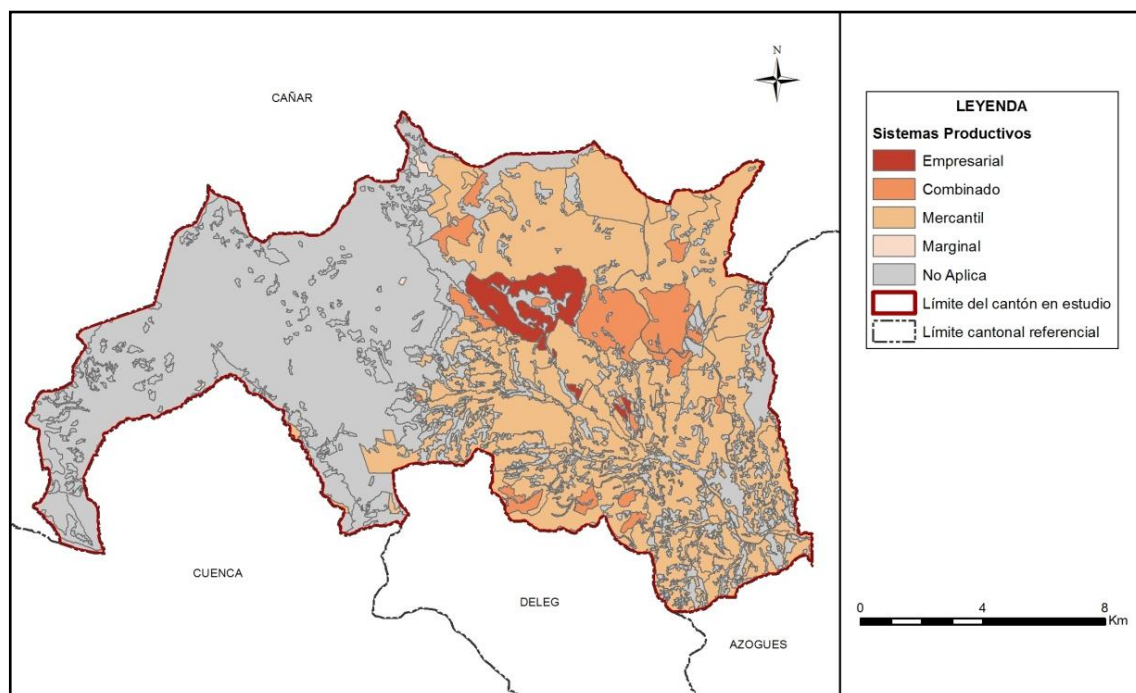 N
CAÑAR
CUENCA
DELEG
AZOGUES
LEYENDA
Sistemas Productivos
Empresarial
Combinado
Mercantil
Marginal
No Aplica
Límite del cantón en estudio
Límite cantonal referencial
0 4 8
Km